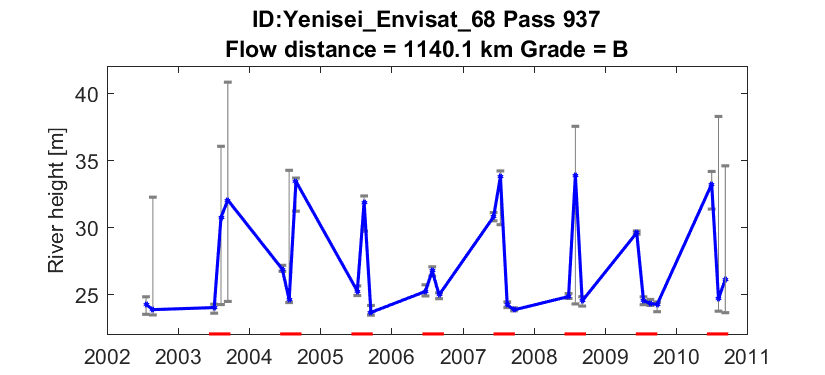 ID:Yenisei_Envisat_68 Pass 937
Flow distance = 1140.1 km Grade = B
River height [m]
40
35
30
25
2002 2003 2004 2005 2006 2007 2008 2009 2010 2011